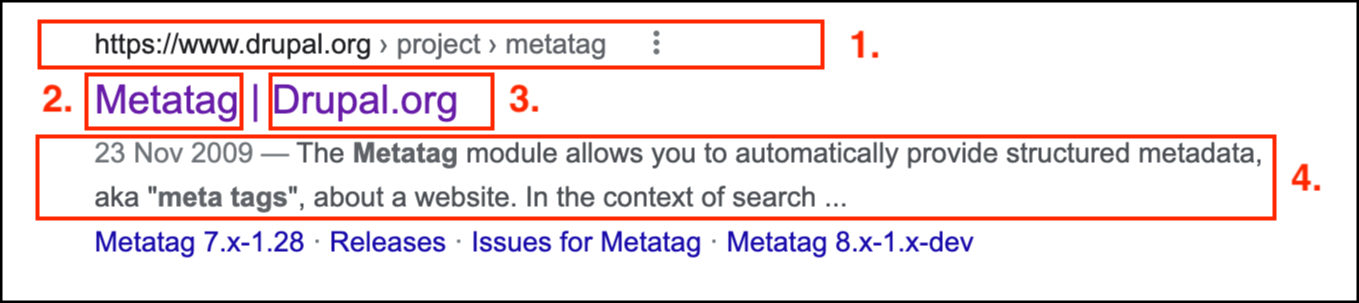 https://www.drupal.org › project › metatag ⋮ 1.
2. Metatag | Drupal.org 3.
23 Nov 2009 — The Metatag module allows you to automatically provide structured metadata,
aka "meta tags", about a website. In the context of search ... 4.
Metatag 7.x-1.28 · Releases · Issues for Metatag · Metatag 8.x-1.x-dev